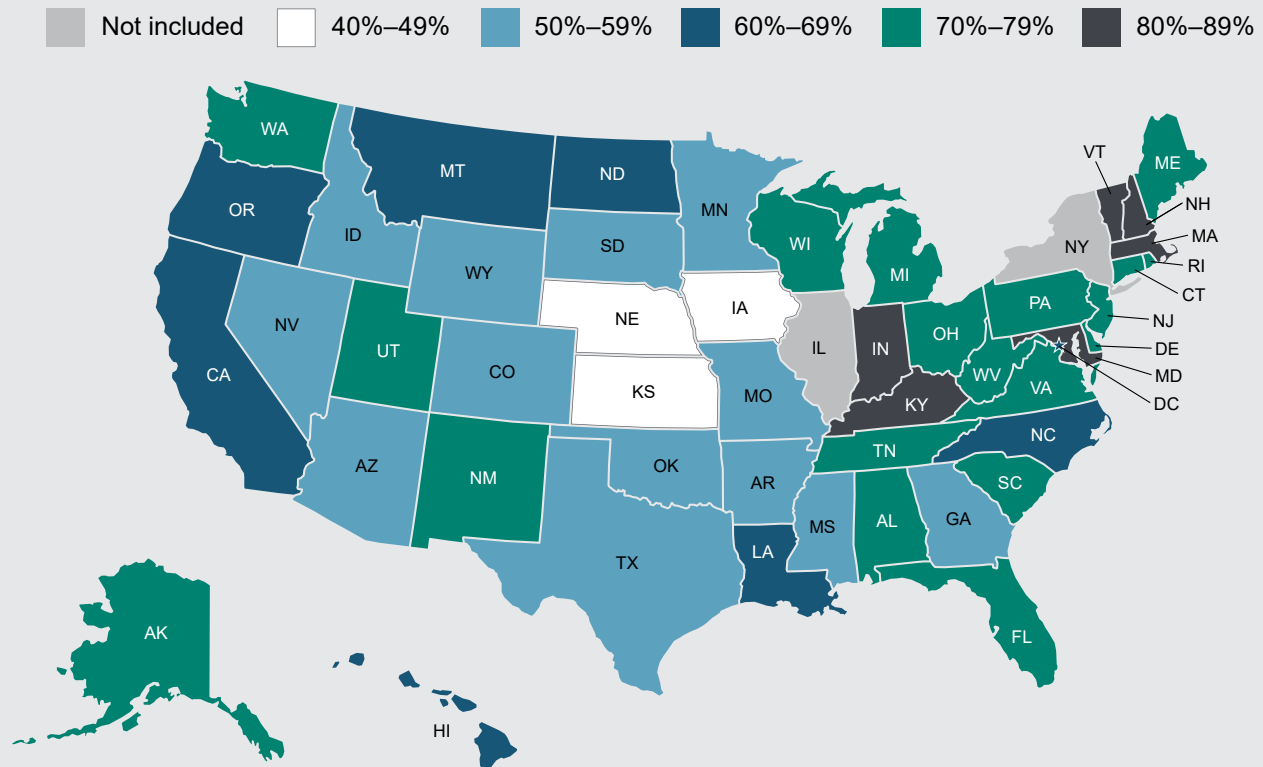 Not included 40%–49% 50%–59% 60%–69% 70%–79% 80%–89%
WA
MT
ND
MN
VT
ME
OR
ID
SD
WI
NH
NY
MA
WY
MI
RI
CT
NE
IA
PA
NV
NJ
UT
IL
IN
OH
DE
CA
CO
WV
MD
KS
MO
KY
VA
DC
NC
AZ
OK
TN
NM
AR
SC
MS
AL
GA
LA
TX
AK
FL
HI